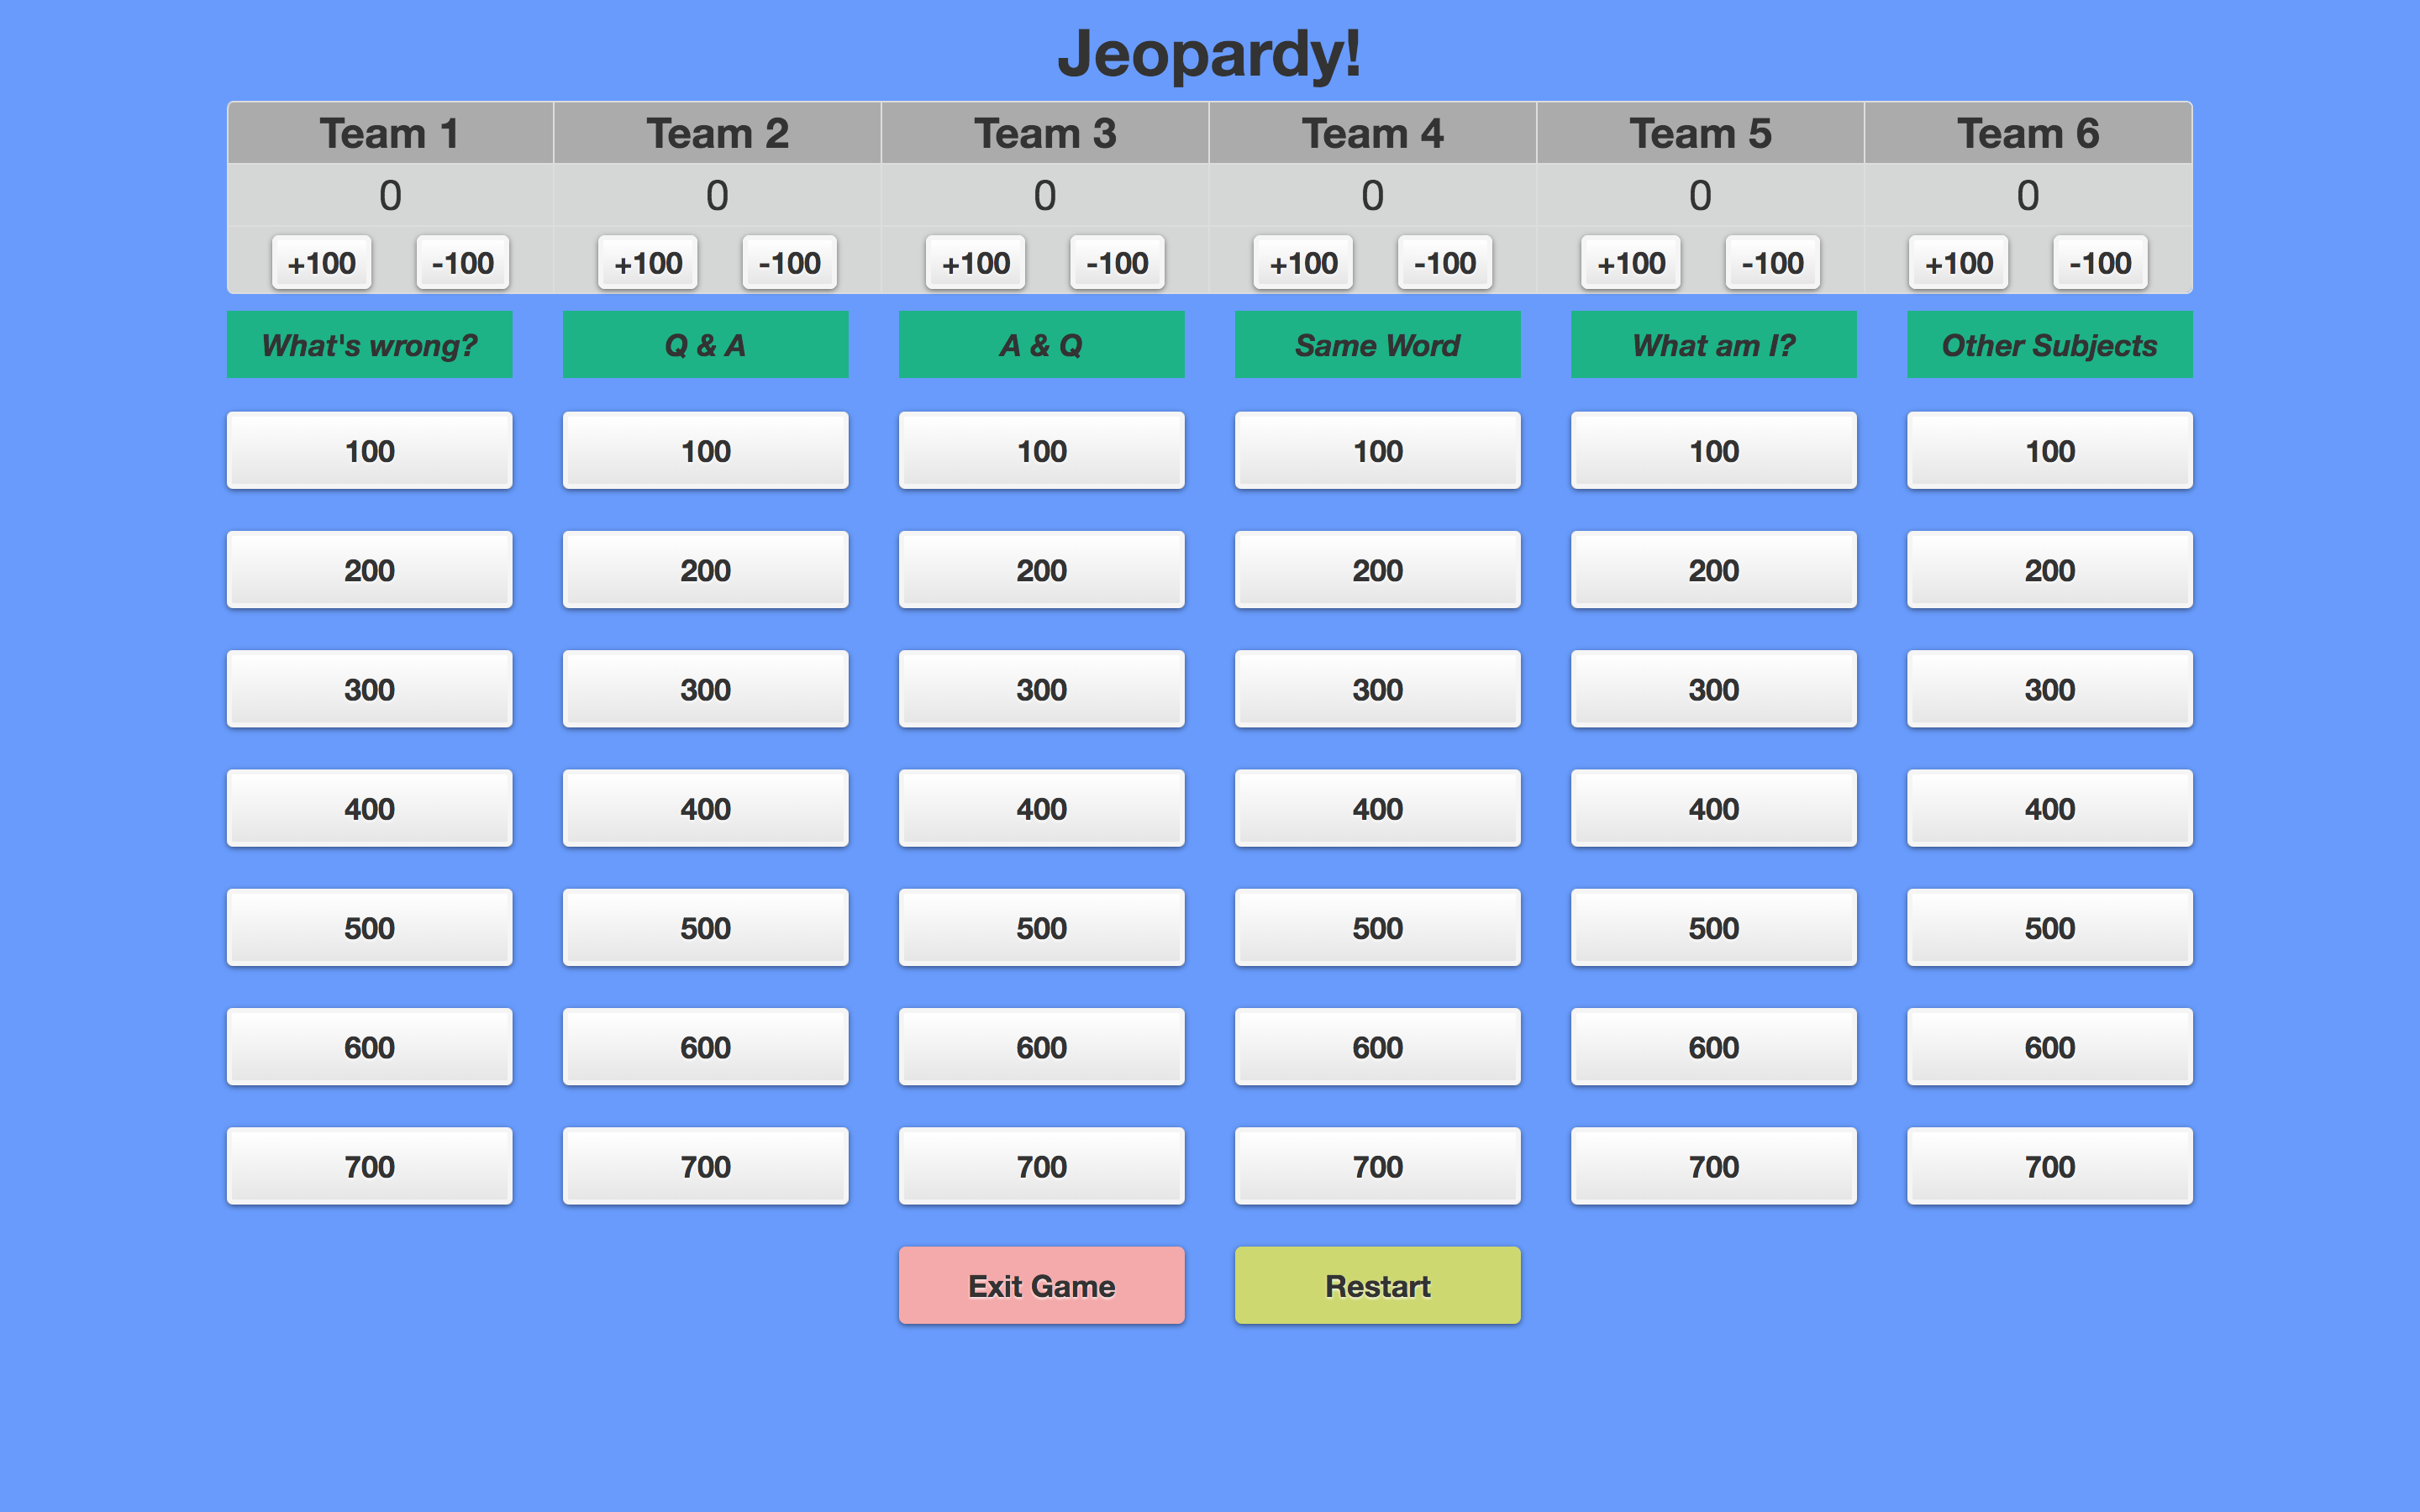 Jeopardy!
Team 1 Team 2 Team 3 Team 4 Team 5 Team 6
0 0 0 0 0 0
+100 -100 +100 -100 +100 -100 +100 -100 +100 -100 +100 -100
What's wrong? Q & A A & Q Same Word What am I? Other Subjects
100 100 100 100 100 100
200 200 200 200 200 200
300 300 300 300 300 300
400 400 400 400 400 400
500 500 500 500 500 500
600 600 600 600 600 600
700 700 700 700 700 700
Exit Game Restart